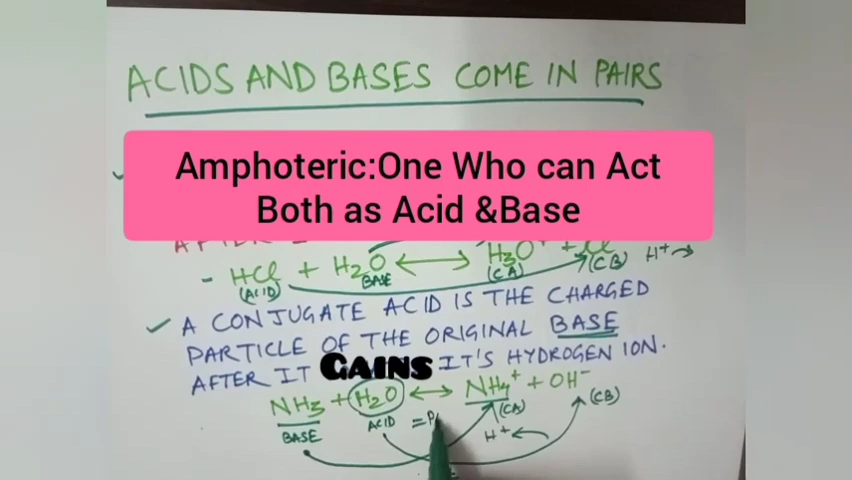 ACIDS AND BASES COME IN PAIRS
Amphoteric:One Who can Act
Both as Acid &Base
AFTER I
- HCl + H2O ⟷ H3O+ + Cl
(ACID) BASE (CA) (CB) H+ →
✓ A CONJUGATE ACID IS THE CHARGED
PARTICLE OF THE ORIGINAL BASE
AFTER IT GAINS IT'S HYDROGEN ION.
NH3 + H2O ⟷ NH4+ + OH-
BASE ACID = (CA) H+ ← (CB)